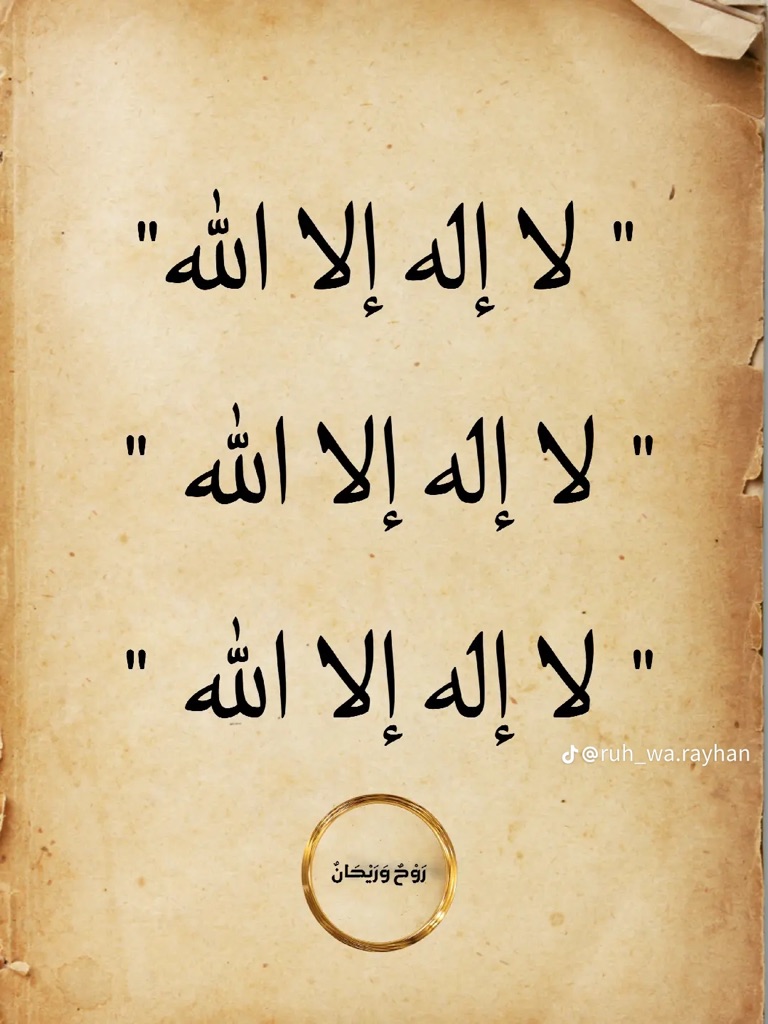 " لا إله إلا الله"
" لا إله إلا الله "
" لا إله إلا الله "
@ruh_wa.rayhan
رَوْحٌ وَرَيْحَانٌ